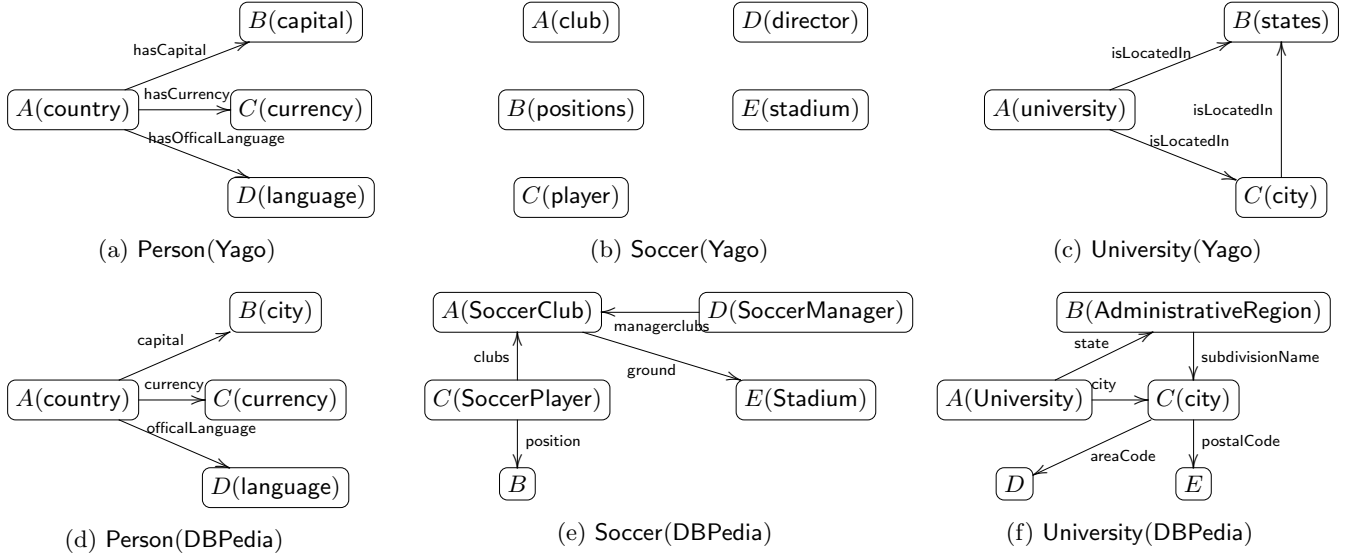 B(capital)
hasCapital
A(country)
hasCurrency
C(currency)
hasOfficalLanguage
D(language)
(a) Person(Yago)
A(club)
D(director)
B(positions)
E(stadium)
C(player)
(b) Soccer(Yago)
B(states)
isLocatedIn
A(university)
isLocatedIn
isLocatedIn
C(city)
(c) University(Yago)
B(city)
capital
A(country)
currency
C(currency)
officalLanguage
D(language)
(d) Person(DBPedia)
A(SoccerClub)
D(SoccerManager)
managerclubs
clubs
ground
C(SoccerPlayer)
E(Stadium)
position
B
(e) Soccer(DBPedia)
B(AdministrativeRegion)
state
subdivisionName
A(University)
city
C(city)
areaCode
postalCode
D
E
(f) University(DBPedia)